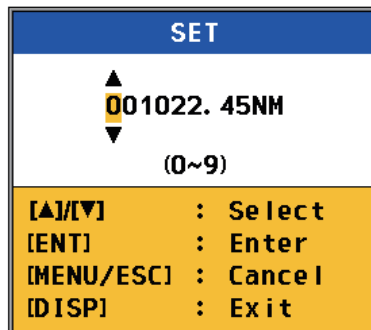 SET
▲
001022.45NM
▼
(0~9)
[▲]/[▼] : Select
[ENT] : Enter
[MENU/ESC] : Cancel
[DISP] : Exit